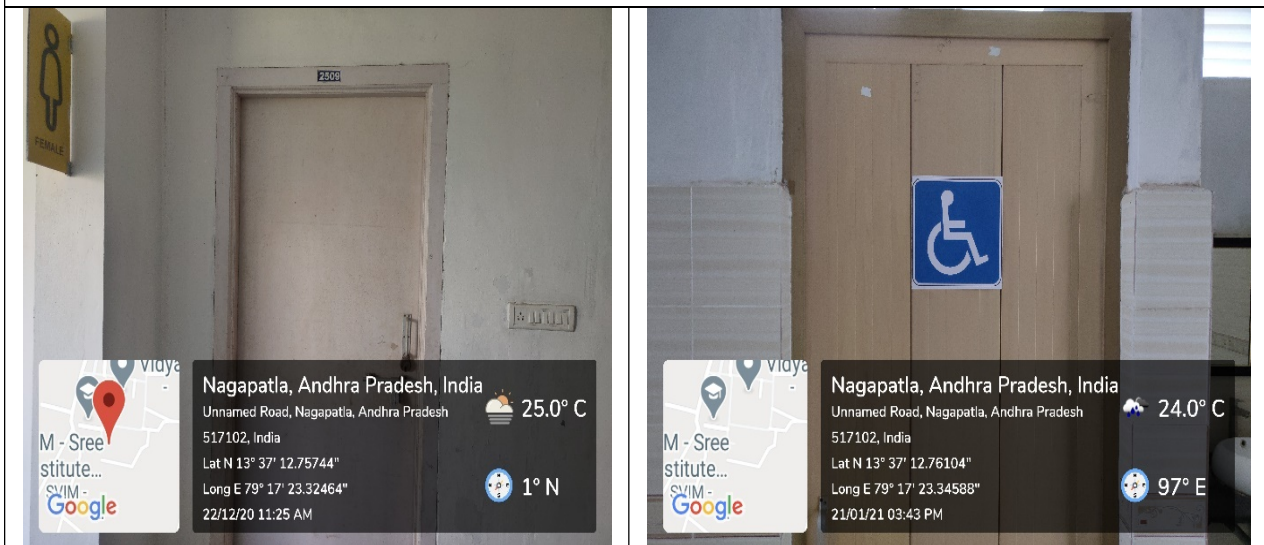 FEMALE
2509
Vidya
M - Sree
stitute...
SVIM -
Google
Nagapatla, Andhra Pradesh, India
Unnamed Road, Nagapatla, Andhra Pradesh
517102, India
Lat N 13° 37' 12.75744"
Long E 79° 17' 23.32464"
22/12/20 11:25 AM
25.0° C
1° N
Vidya
M - Sree
stitute...
SVIM -
Google
Nagapatla, Andhra Pradesh, India
Unnamed Road, Nagapatla, Andhra Pradesh
517102, India
Lat N 13° 37' 12.76104"
Long E 79° 17' 23.34588"
21/01/21 03:43 PM
24.0° C
97° E